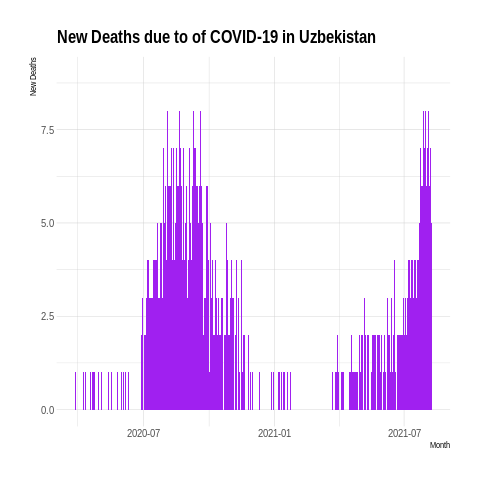 New Deaths due to of COVID-19 in Uzbekistan
New Deaths
7.5
5.0
2.5
0.0
2020-07 2021-01 2021-07
Month